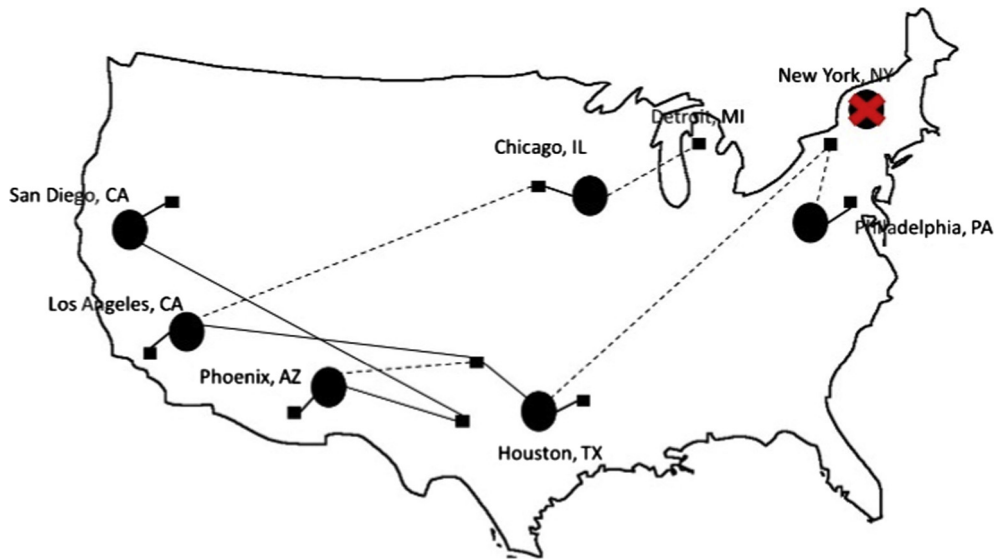 New York, NY
Detroit, MI
Chicago, IL
San Diego, CA
Philadelphia, PA
Los Angeles, CA
Phoenix, AZ
Houston, TX